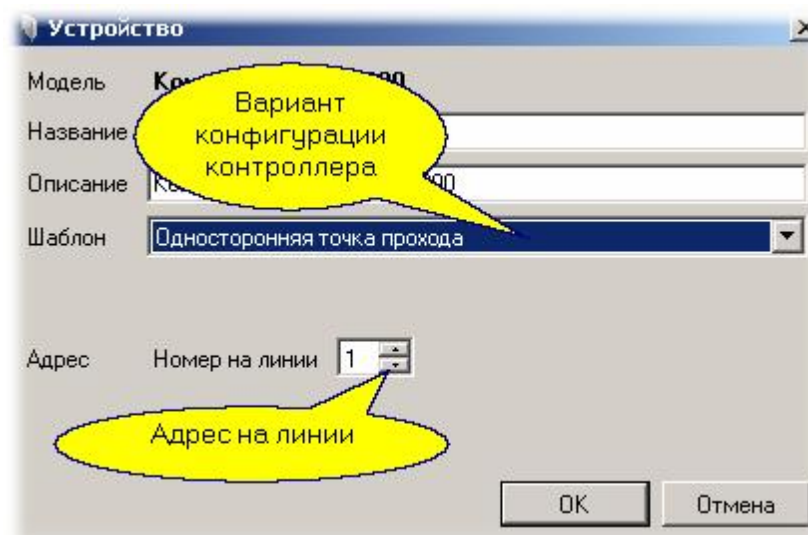 Устройство
Модель
Вариант
конфигурации
контроллера
Название
Описание
Шаблон Односторонняя точка прохода
Адрес Номер на линии 1
Адрес на линии
OK Отмена